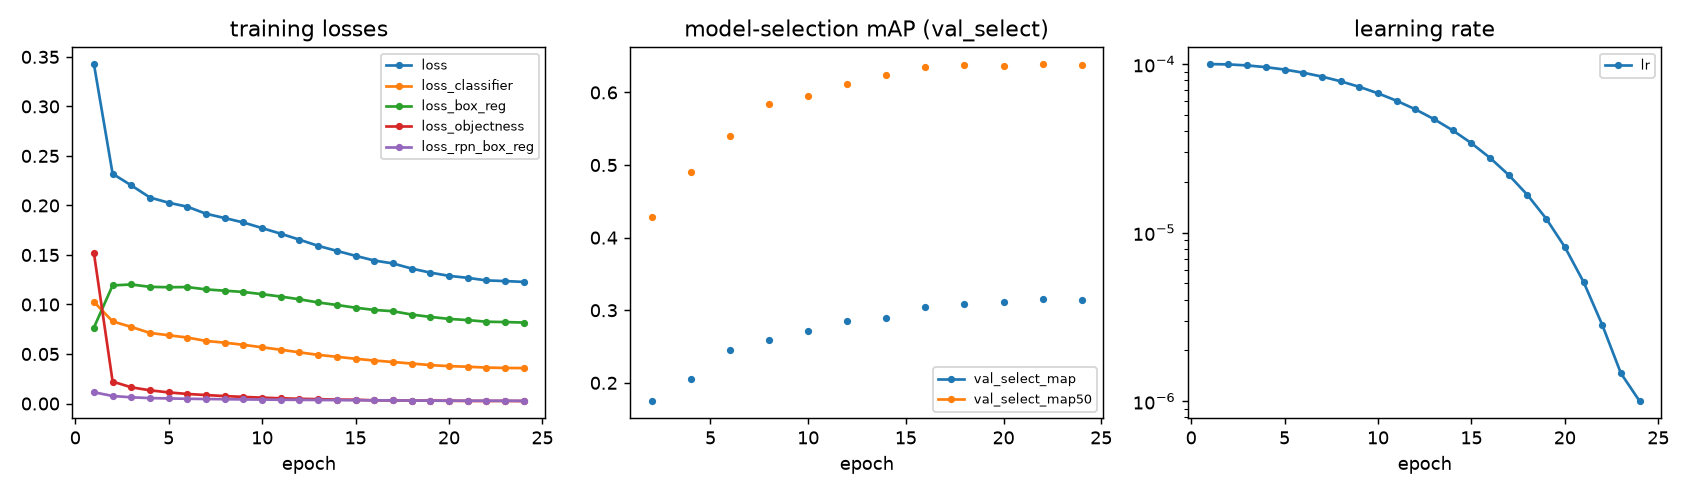 training losses
0.35
0.30
0.25
0.20
0.15
0.10
0.05
0.00
0 5 10 15 20 25
epoch
loss
loss_classifier
loss_box_reg
loss_objectness
loss_rpn_box_reg
model-selection mAP (val_select)
0.6
0.5
0.4
0.3
0.2
5 10 15 20 25
epoch
val_select_map
val_select_map50
learning rate
10⁻⁴
10⁻⁵
10⁻⁶
0 5 10 15 20 25
epoch
lr